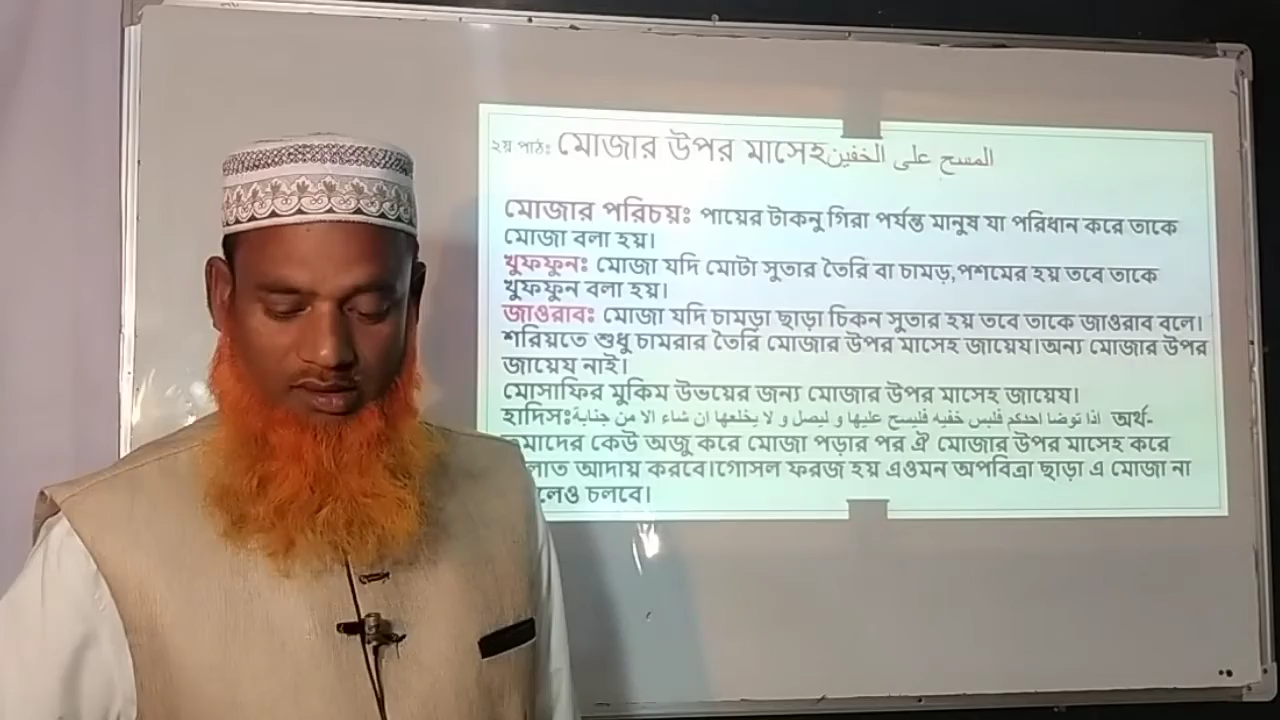 ২য় পাঠঃ মোজার উপর মাসেহ المسح على الخفين
মোজার পরিচয়ঃ পায়ের টাকনু গিরা পর্যন্ত মানুষ যা পরিধান করে তাকে
মোজা বলা হয়।
খুফফুনঃ মোজা যদি মোটা সুতার তৈরি বা চামড়,পশমের হয় তবে তাকে
খুফফুন বলা হয়।
জাওরাবঃ মোজা যদি চামড়া ছাড়া চিকন সুতার হয় তবে তাকে জাওরাব বলে।
শরিয়তে শুধু চামরার তৈরি মোজার উপর মাসেহ জায়েয।অন্য মোজার উপর
জায়েয নাই।
মোসাফির মুকিম উভয়ের জন্য মোজার উপর মাসেহ জায়েয।
হাদিসঃ اذا توضا احدكم فلبس خفيه فليسح عليها و ليصل و لا يخلعها ان شاء الا من جنابة অর্থ-
মাদের কেউ অজু করে মোজা পড়ার পর ঐ মোজার উপর মাসেহ করে
লাত আদায় করবে।গোসল ফরজ হয় এওমন অপবিত্রা ছাড়া এ মোজা না
লেও চলবে।